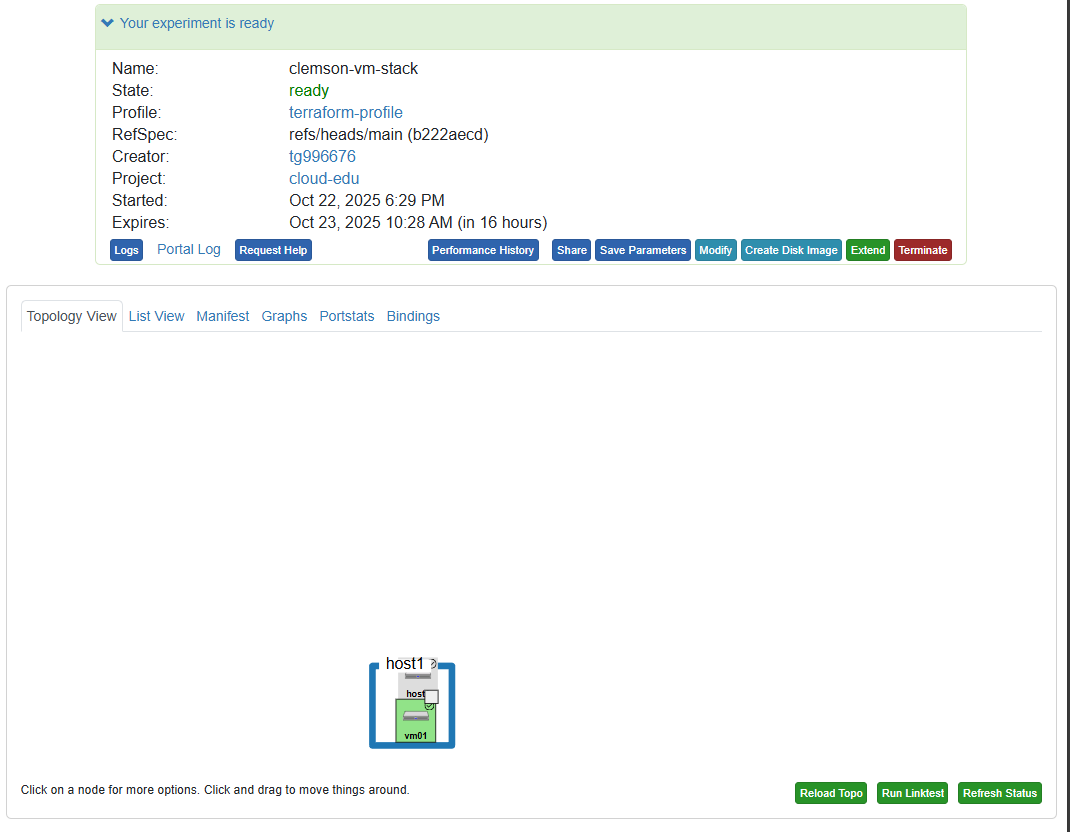 Your experiment is ready
Name: clemson-vm-stack
State: ready
Profile: terraform-profile
RefSpec: refs/heads/main (b222aecd)
Creator: tg996676
Project: cloud-edu
Started: Oct 22, 2025 6:29 PM
Expires: Oct 23, 2025 10:28 AM (in 16 hours)
Logs Portal Log Request Help Performance History Share Save Parameters Modify Create Disk Image Extend Terminate
Topology View List View Manifest Graphs Portstats Bindings
host1
host
vm01
Click on a node for more options. Click and drag to move things around.
Reload Topo Run Linktest Refresh Status